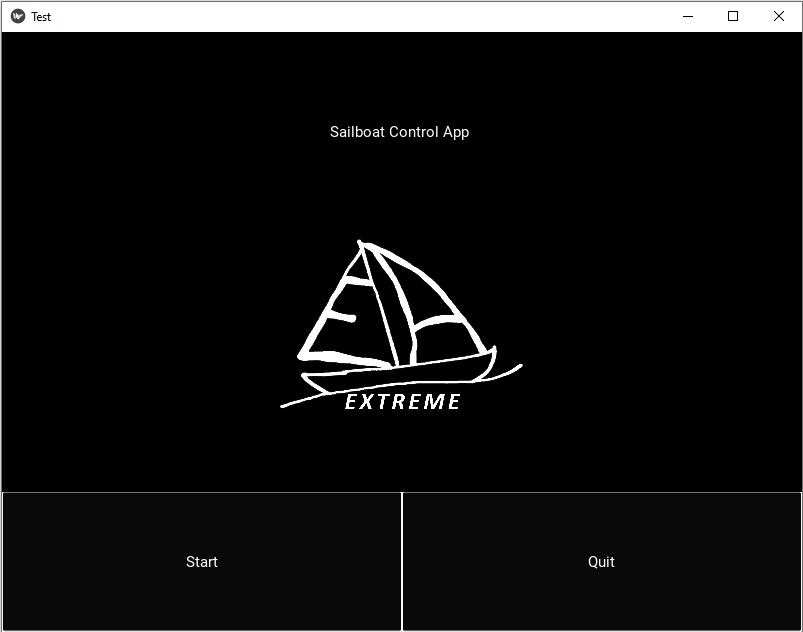 Test
Sailboat Control App
EXTREME
Start
Quit